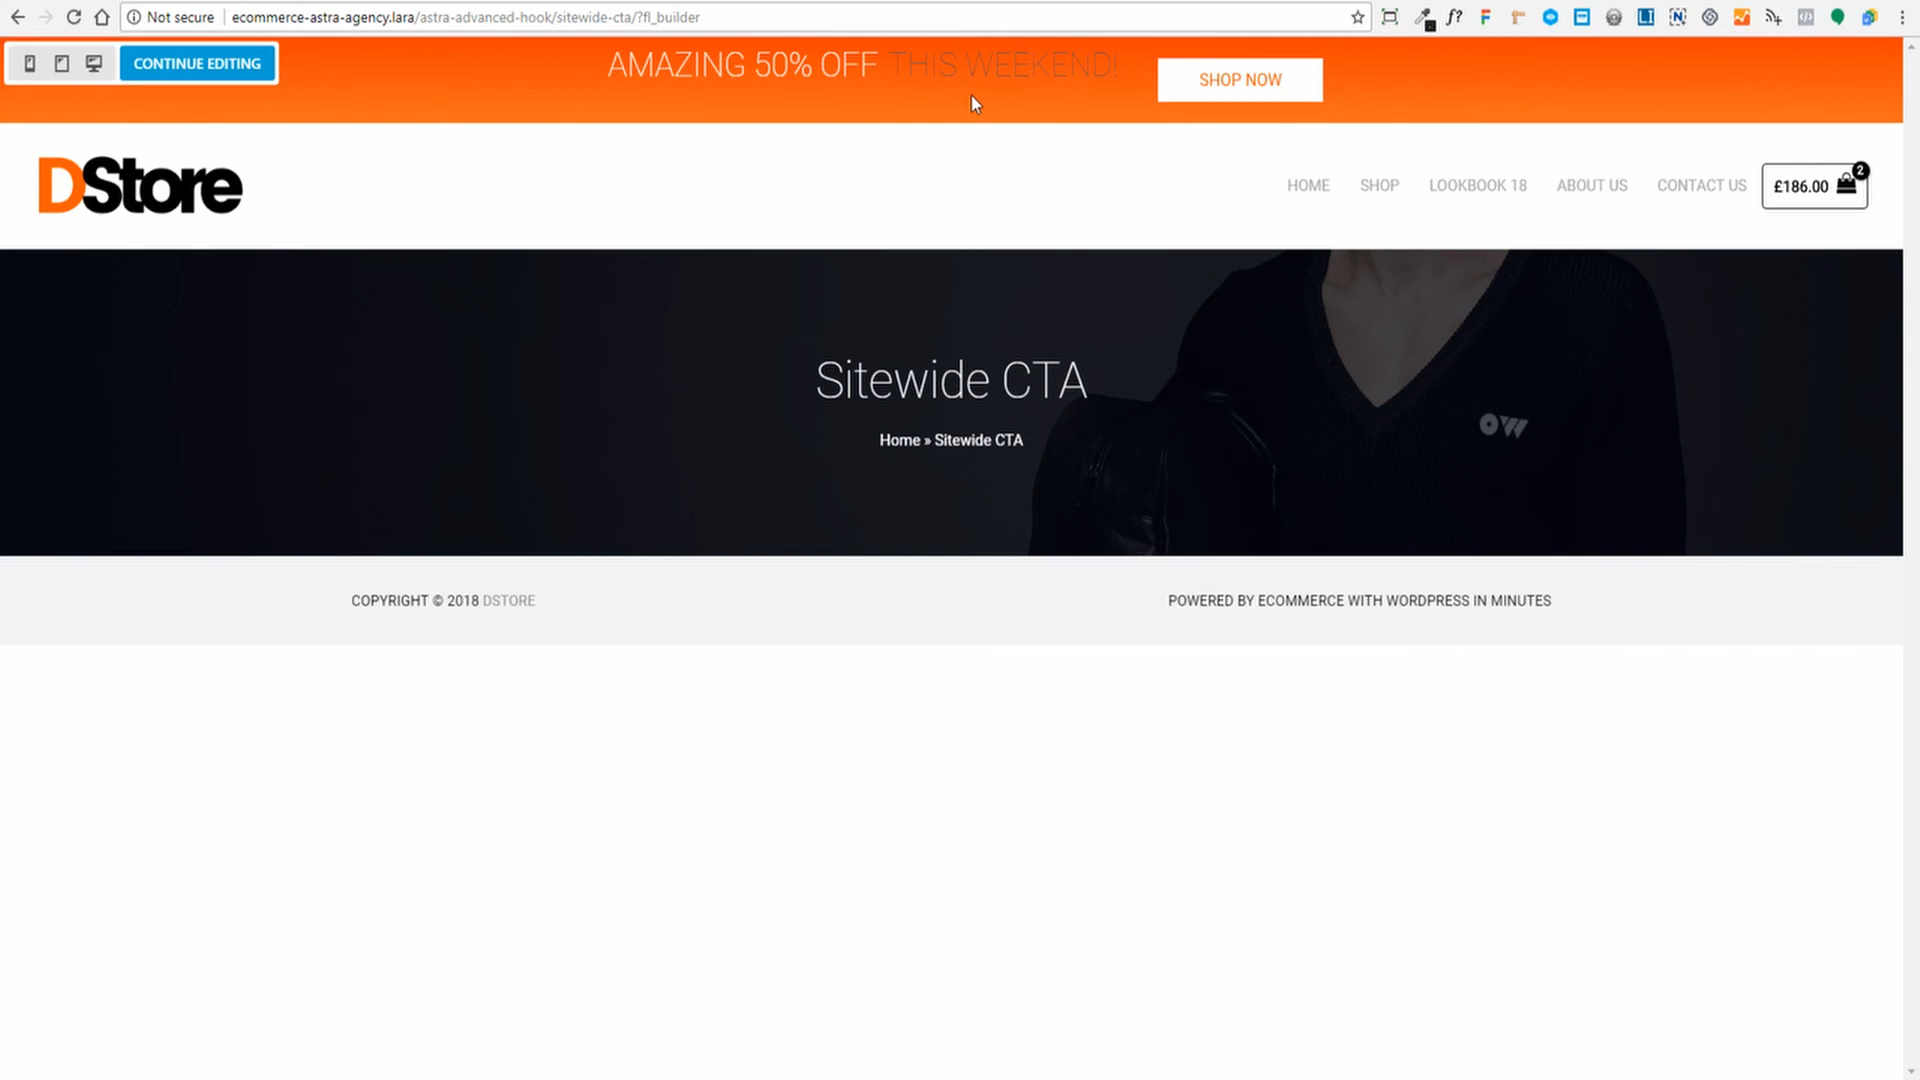 Not secure
ecommerce-astra-agency.lara/astra-advanced-hook/sitewide-cta/?fl_builder
CONTINUE EDITING
AMAZING 50% OFF THIS WEEKEND!
SHOP NOW
DStore
HOME
SHOP
LOOKBOOK 18
ABOUT US
CONTACT US
£186.00
2
Sitewide CTA
Home » Sitewide CTA
OW
COPYRIGHT © 2018 DSTORE
POWERED BY ECOMMERCE WITH WORDPRESS IN MINUTES